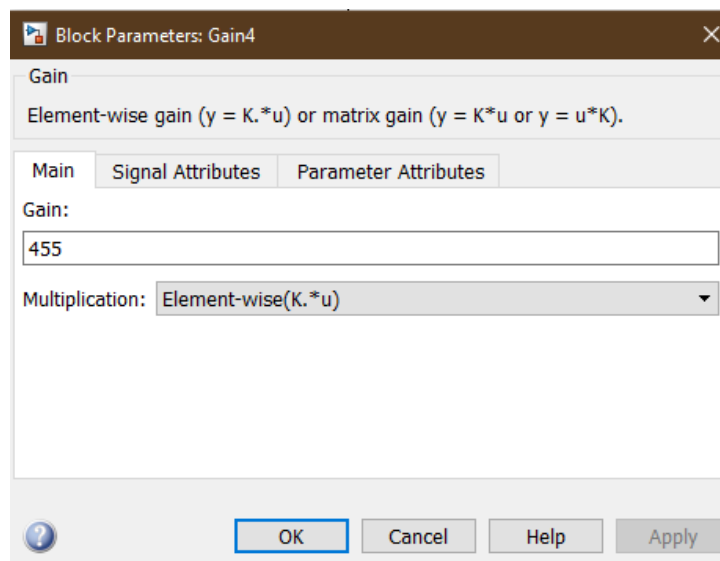 Block Parameters: Gain4
Gain
Element-wise gain (y = K.*u) or matrix gain (y = K*u or y = u*K).
Main Signal Attributes Parameter Attributes
Gain:
455
Multiplication: Element-wise(K.*u)
OK Cancel Help Apply